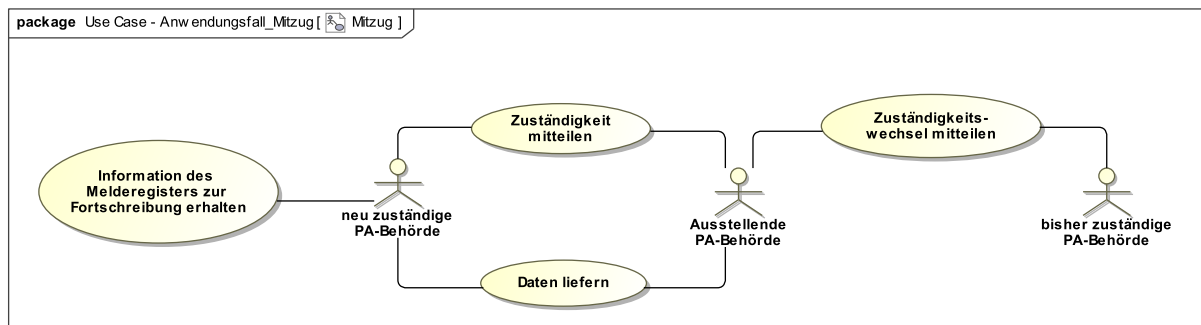 package Use Case - Anwendungsfall_Mitzug [ Mitzug ]
Zuständigkeit
mitteilen
Zuständigkeits-
wechsel mitteilen
Information des
Melderegisters zur
Fortschreibung erhalten
neu zuständige
PA-Behörde
Ausstellende
PA-Behörde
bisher zuständige
PA-Behörde
Daten liefern